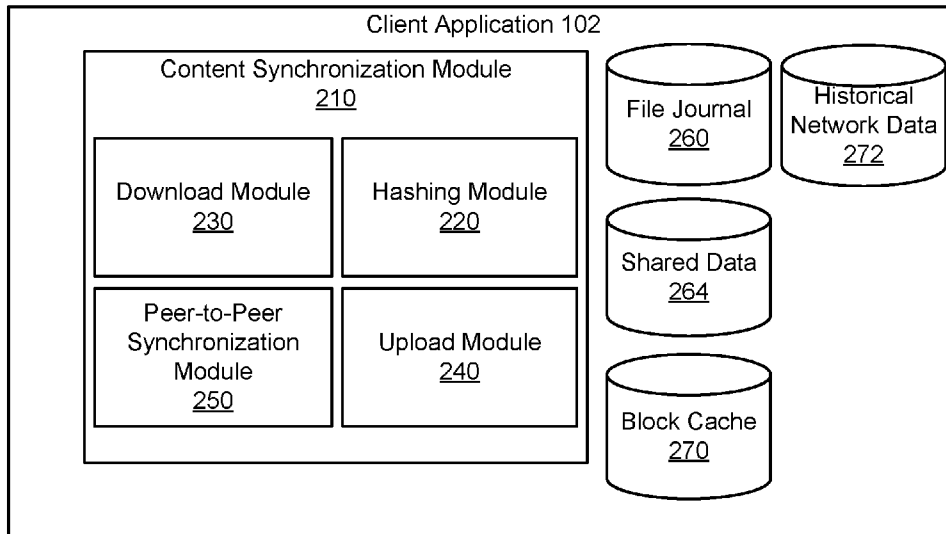 Client Application 102
Content Synchronization Module
210
Download Module
230
Hashing Module
220
Peer-to-Peer
Synchronization
Module
250
Upload Module
240
File Journal
260
Historical
Network Data
272
Shared Data
264
Block Cache
270